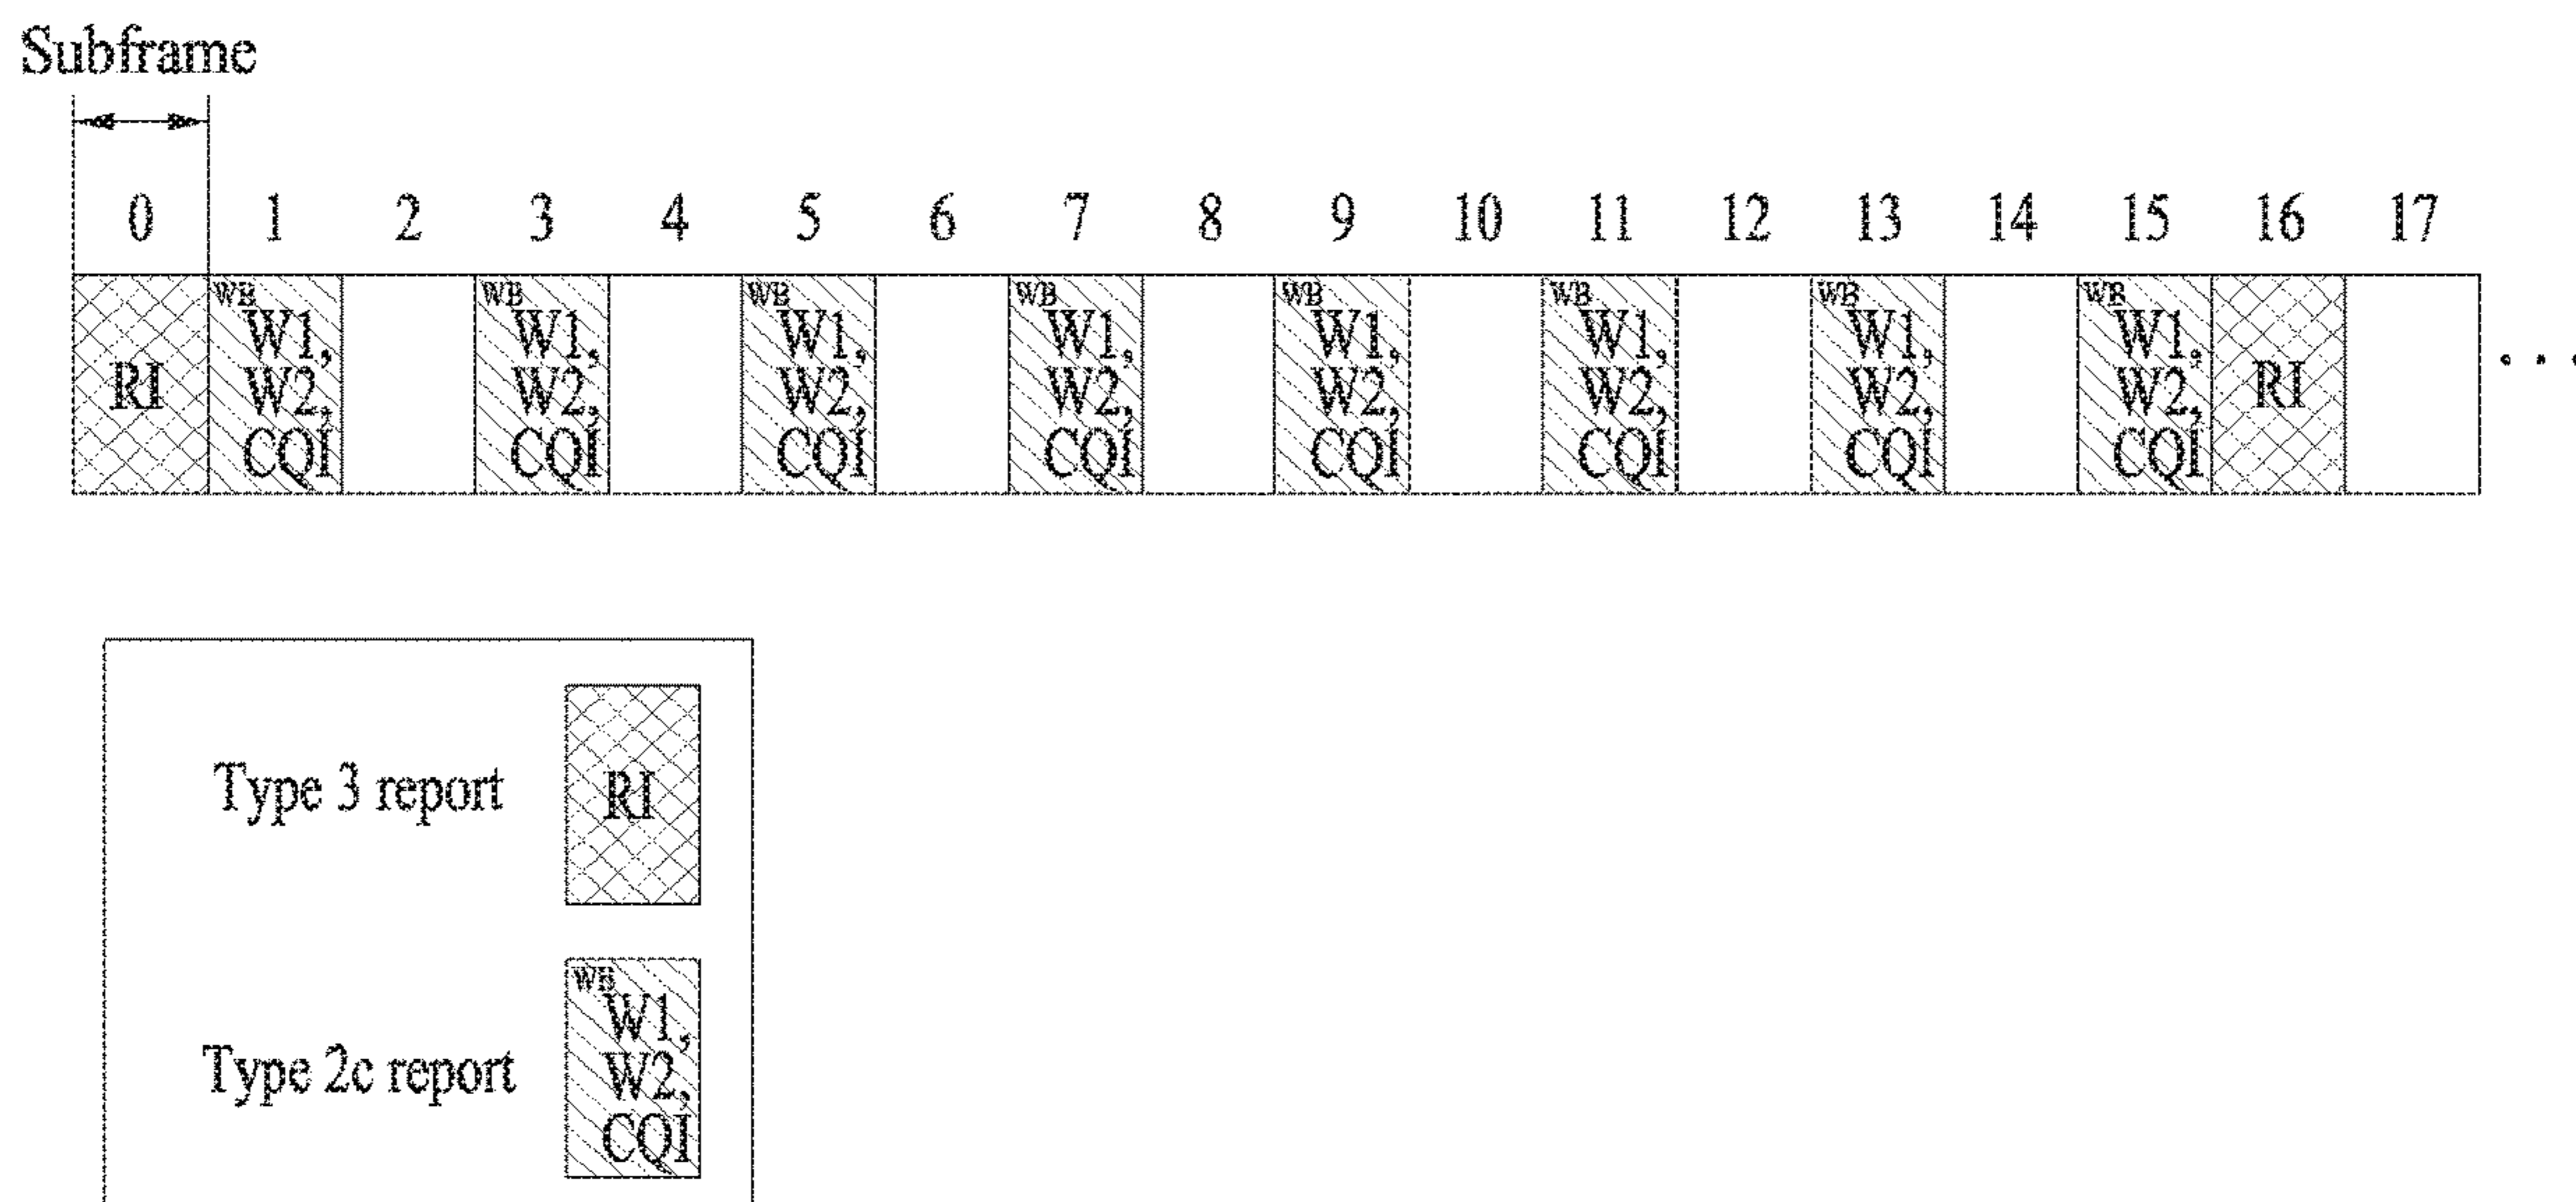 Subframe
0 1 2 3 4 5 6 7 8 9 10 11 12 13 14 15 16 17
WB WB WB WB WB WB WB WB
W1, W1, W1, W1, W1, W1, W1, W1,
RI W2, W2, W2, W2, W2, W2, W2, W2, RI ...
CQI CQI CQI CQI CQI CQI CQI CQI
Type 3 report RI
WB
W1,
Type 2c report W2,
CQI